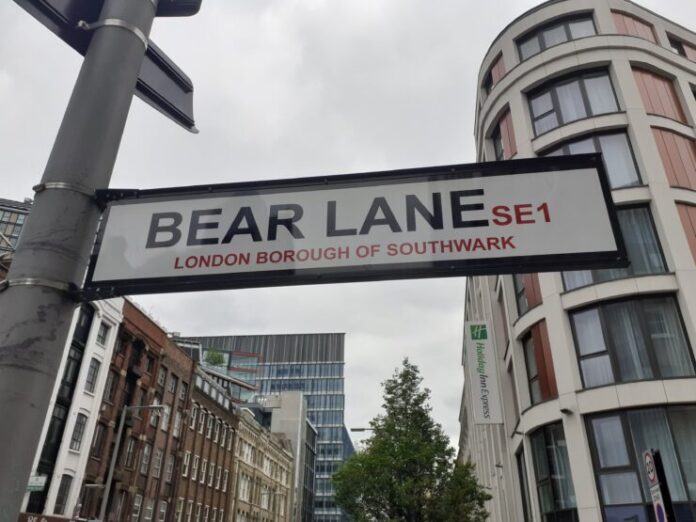 BEAR LANE SE1
LONDON BOROUGH OF SOUTHWARK
Holiday Inn Express